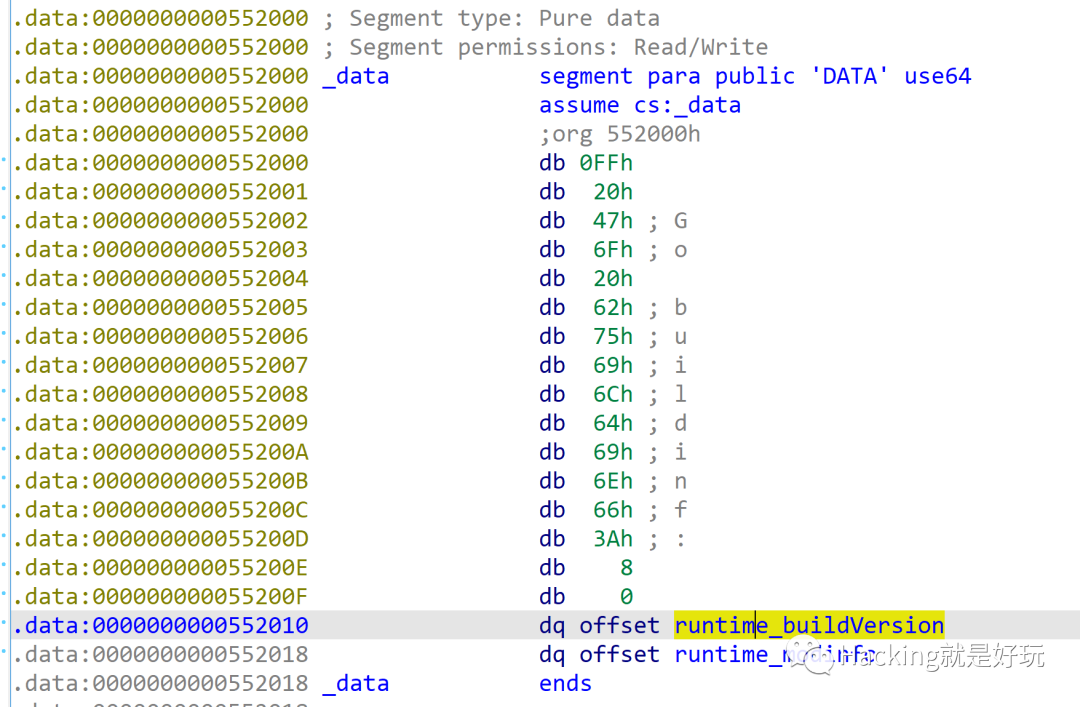 .data:0000000000552000 ; Segment type: Pure data
.data:0000000000552000 ; Segment permissions: Read/Write
.data:0000000000552000 _data segment para public 'DATA' use64
.data:0000000000552000 assume cs:_data
.data:0000000000552000 ;org 552000h
.data:0000000000552000 db 0FFh
.data:0000000000552001 db 20h
.data:0000000000552002 db 47h ; G
.data:0000000000552003 db 6Fh ; o
.data:0000000000552004 db 20h
.data:0000000000552005 db 62h ; b
.data:0000000000552006 db 75h ; u
.data:0000000000552007 db 69h ; i
.data:0000000000552008 db 6Ch ; l
.data:0000000000552009 db 64h ; d
.data:000000000055200A db 69h ; i
.data:000000000055200B db 6Eh ; n
.data:000000000055200C db 66h ; f
.data:000000000055200D db 3Ah ; :
.data:000000000055200E db 8
.data:000000000055200F db 0
.data:0000000000552010 dq offset runtime_buildVersion
.data:0000000000552018 dq offset runtime_modinfo
Hacking就是好玩
.data:0000000000552018 _data ends